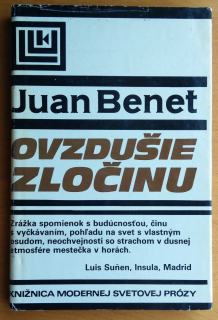 Juan Benet
OVZDUŠIE
ZLOČINU
Zrážka spomienok s budúcnosťou, činu
s vyčkávaním, pohľadu na svet s vlastným
osudom, neochvejnosti so strachom v dusnej
atmosfére mestečka v horách.
Luis Suñen, Insula, Madrid
KNIŽNICA MODERNEJ SVETOVEJ PRÓZY